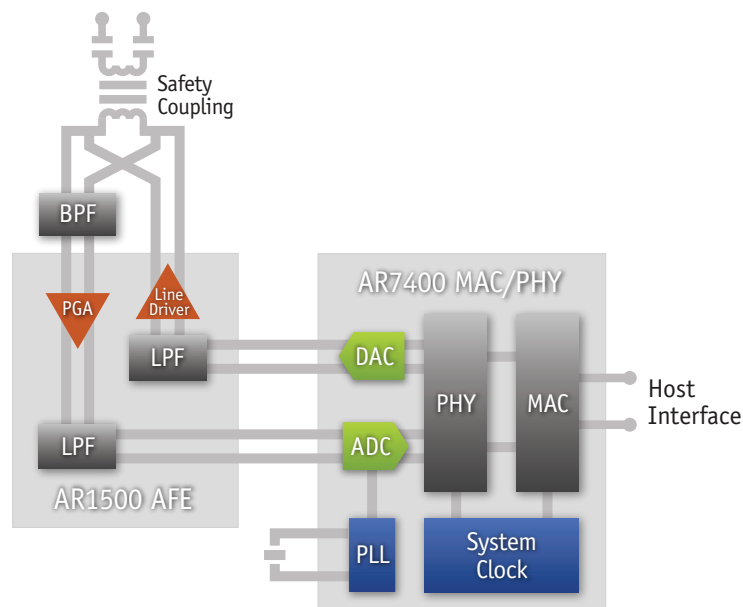 Safety
Coupling
BPF
AR7400 MAC/PHY
PGA
Line
Driver
LPF
DAC
PHY
MAC
Host
Interface
LPF
ADC
AR1500 AFE
PLL
System
Clock